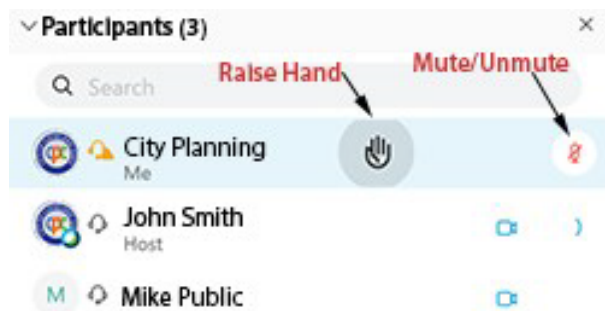 Participants (3)
Search
Raise Hand
Mute/Unmute
City Planning
Me
John Smith
Host
M Mike Public